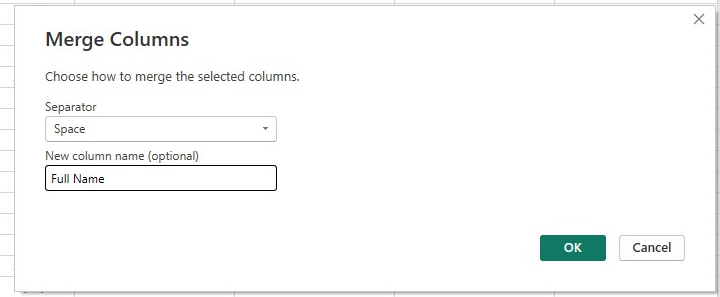 Merge Columns
Choose how to merge the selected columns.
Separator
Space
New column name (optional)
Full Name
OK
Cancel